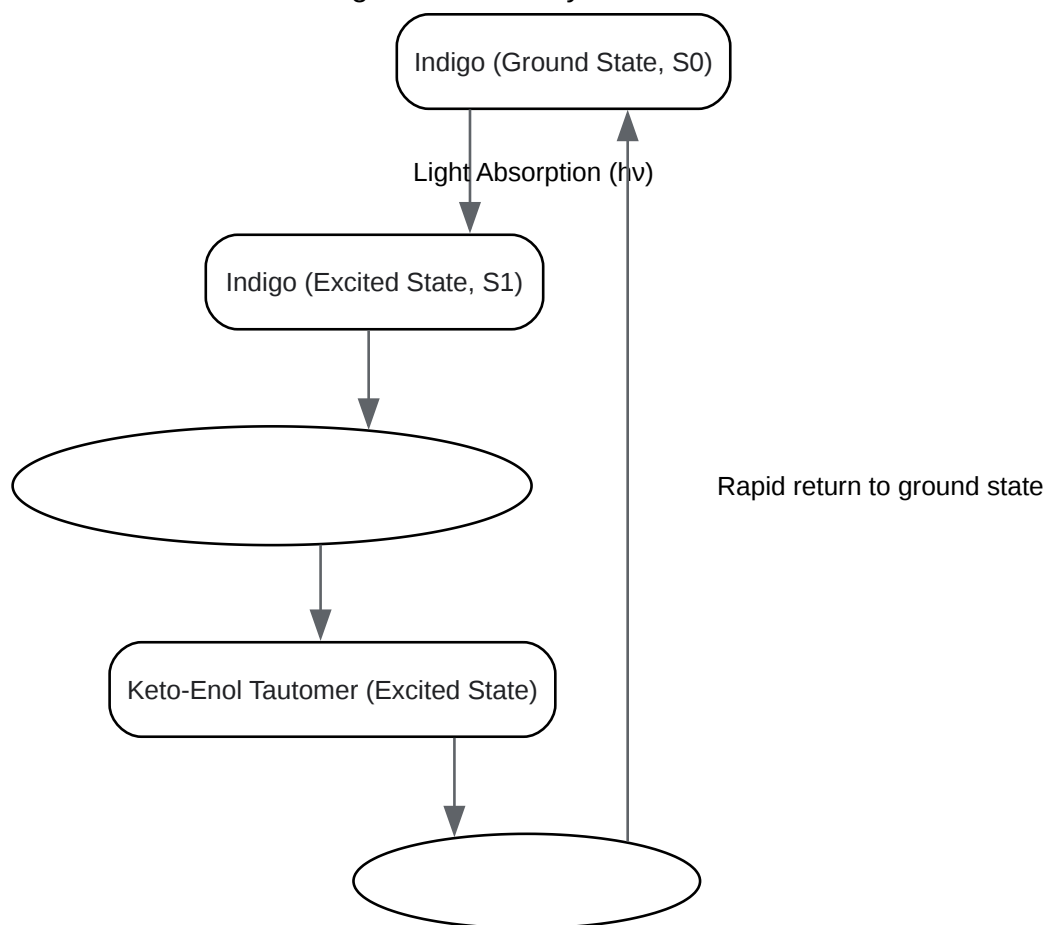 Indigo (Ground State, S0)
Light Absorption (hν)
Indigo (Excited State, S1)
Rapid return to ground state
Keto-Enol Tautomer (Excited State)